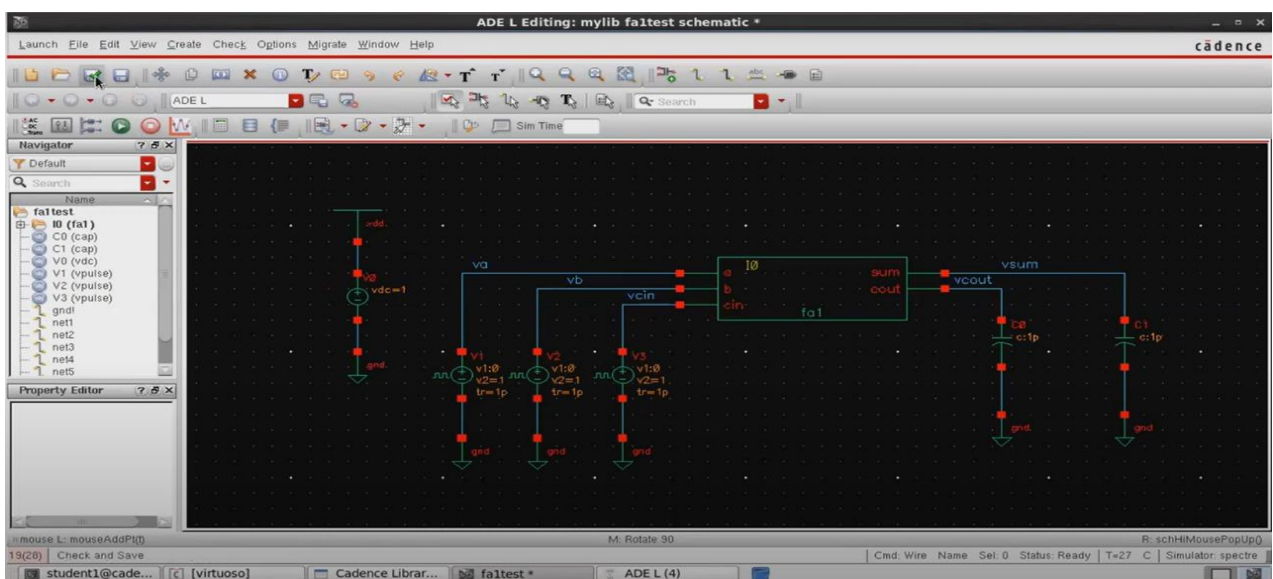 ADE L Editing: mylib fa1test schematic *
Launch File Edit View Create Check Options Migrate Window Help
cādence
ADE L
Search
Sim Time
Navigator
Default
Search
Name
fa1test
I0 (fa1)
C0 (cap)
C1 (cap)
V0 (vdc)
V1 (vpulse)
V2 (vpulse)
V3 (vpulse)
gnd!
net1
net2
net3
net4
net5
Property Editor
vdd
V0
vdc=1
gnd
va
vb
vcin
I0
a
b
cin
sum
cout
fa1
vsum
vcout
C0
c:1p
C1
c:1p
V1
v1:0
v2=1
tr=1p
V2
v1:0
v2=1
tr=1p
V3
v1:0
v2=1
tr=1p
gnd
gnd
gnd
gnd
gnd
mouse L: mouseAddPt() M: Rotate 90 R: schHiMousePopUp()
19(28) Check and Save Cmd: Wire Name Sel: 0 Status: Ready T=27 C Simulator: spectre
student1@cade... [virtuoso] Cadence Librar... fa1test * ADE L (4)